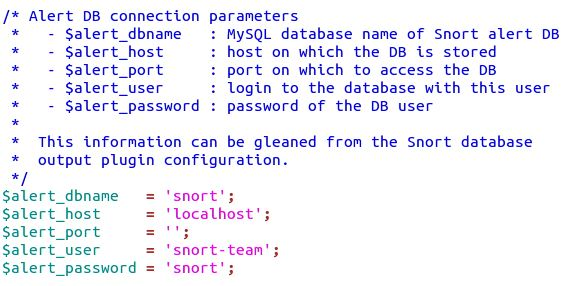 /* Alert DB connection parameters
 *   - $alert_dbname   : MySQL database name of Snort alert DB
 *   - $alert_host     : host on which the DB is stored
 *   - $alert_port     : port on which to access the DB
 *   - $alert_user     : login to the database with this user
 *   - $alert_password : password of the DB user
 *
 *  This information can be gleaned from the Snort database
 *  output plugin configuration.
 */
$alert_dbname   = 'snort';
$alert_host     = 'localhost';
$alert_port     = '';
$alert_user     = 'snort-team';
$alert_password = 'snort';